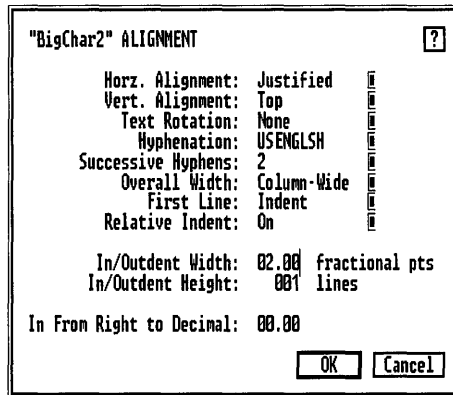 "BigChar2" ALIGNMENT ?
Horz. Alignment: Justified
Vert. Alignment: Top
Text Rotation: None
Hyphenation: USENGLSH
Successive Hyphens: 2
Overall Width: Column-Wide
First Line: Indent
Relative Indent: On
In/Outdent Width: 02.00 fractional pts
In/Outdent Height: 001 lines
In From Right to Decimal: 00.00
OK Cancel